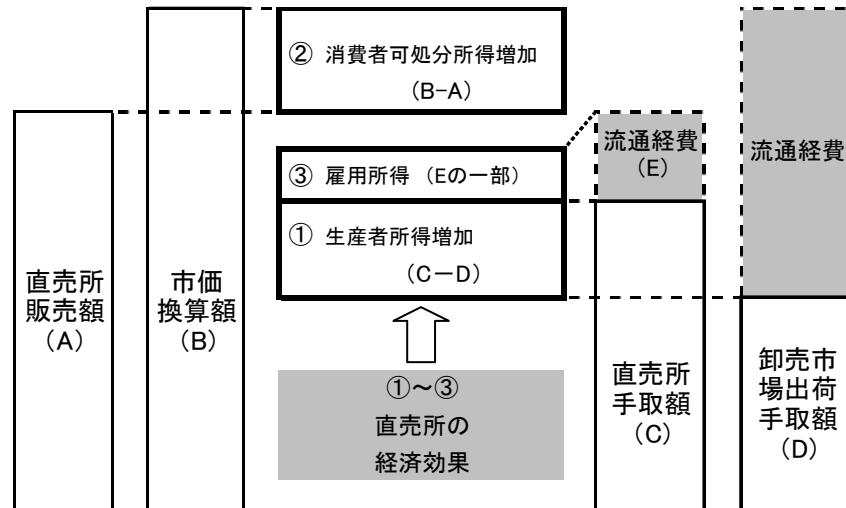 ② 消費者可処分所得増加
(B-A)
流通経費
(E)
流通経費
③ 雇用所得 (Eの一部)
① 生産者所得増加
(C-D)
直売所
販売額
(A)
市価
換算額
(B)
①~③
直売所の
経済効果
直売所
手取額
(C)
卸売市
場出荷
手取額
(D)